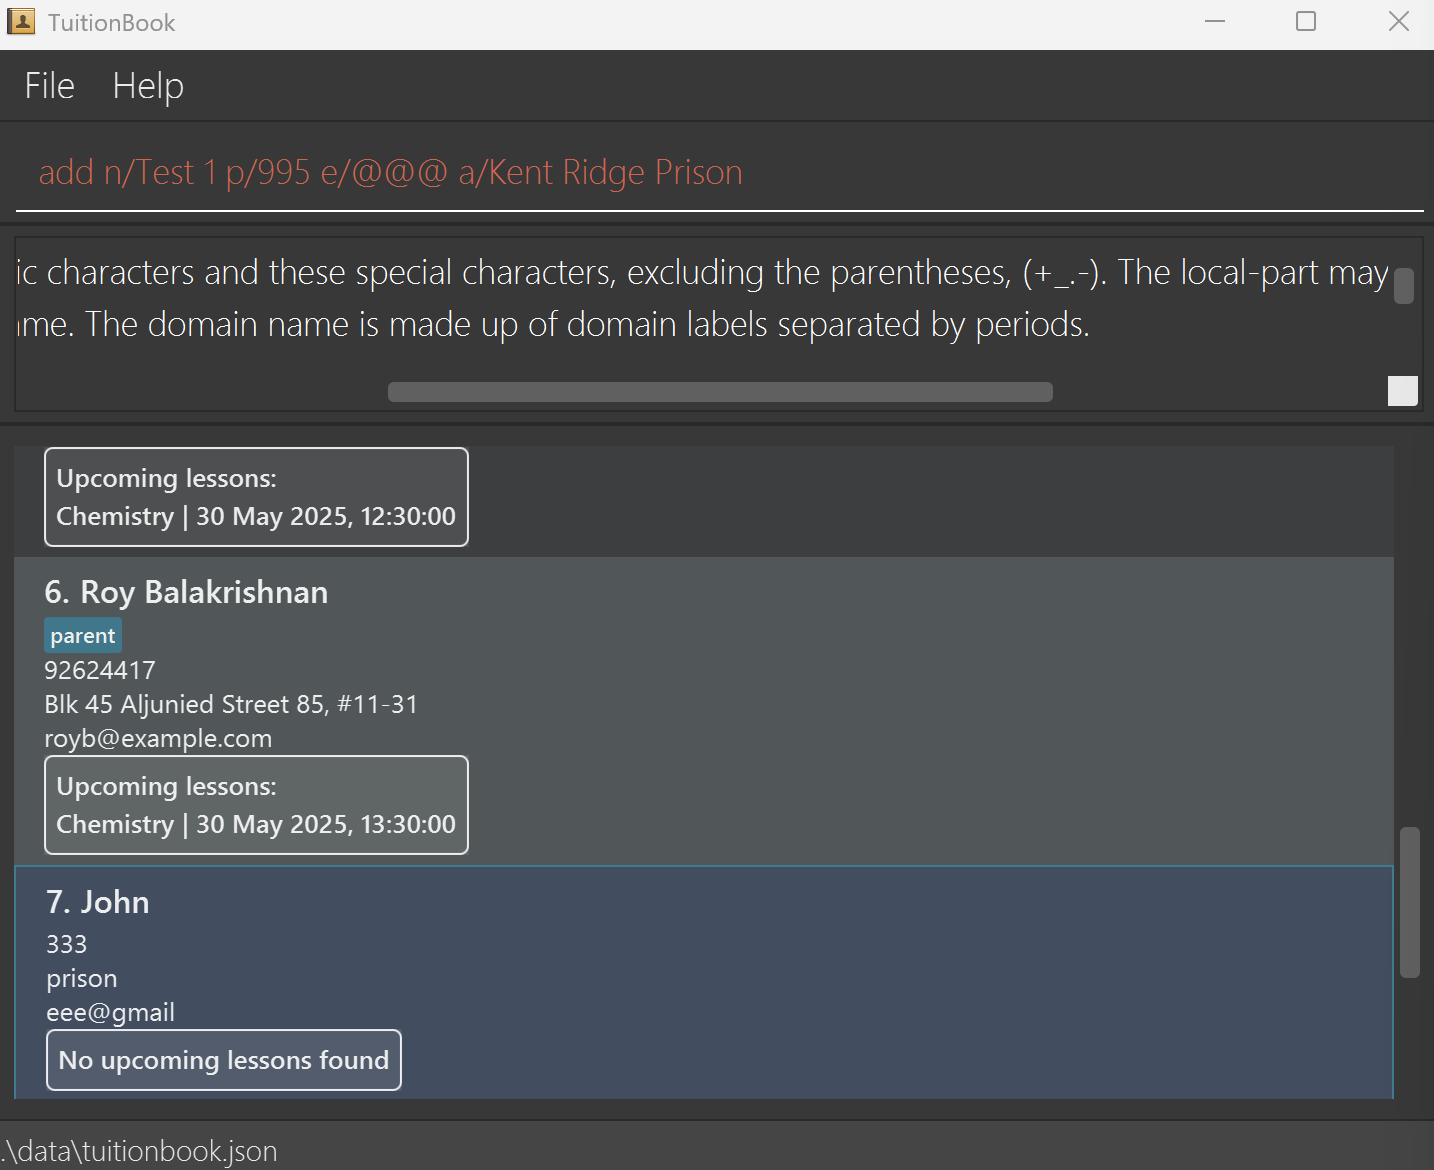 TuitionBook
File Help
add n/Test 1 p/995 e/@@@ a/Kent Ridge Prison
ic characters and these special characters, excluding the parentheses, (+_.-). The local-part may
me. The domain name is made up of domain labels separated by periods.
Upcoming lessons:
Chemistry | 30 May 2025, 12:30:00
6. Roy Balakrishnan
parent
92624417
Blk 45 Aljunied Street 85, #11-31
royb@example.com
Upcoming lessons:
Chemistry | 30 May 2025, 13:30:00
7. John
333
prison
eee@gmail
No upcoming lessons found
.\data\tuitionbook.json